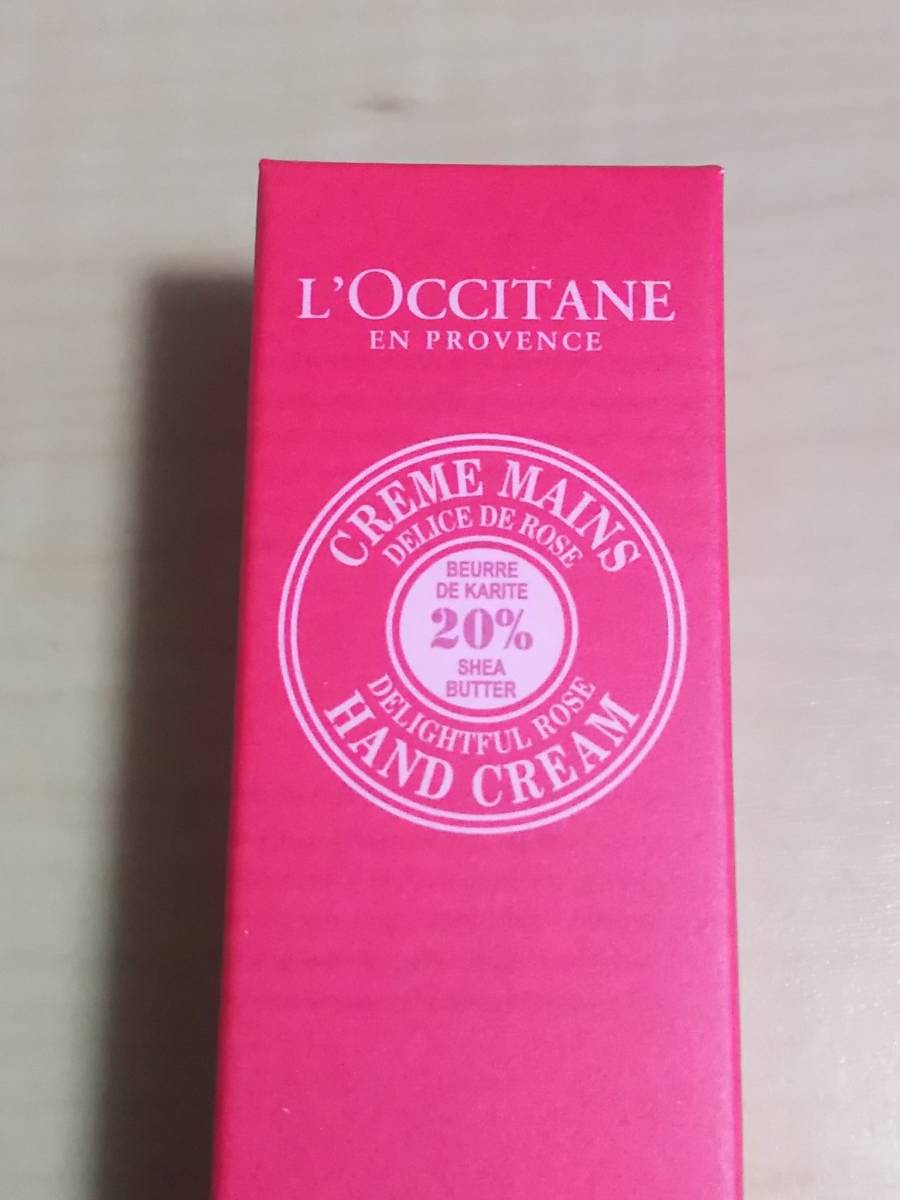 L'OCCITANE
EN PROVENCE
CREME MAINS
DELICE DE ROSE
BEURRE
DE KARITE
20%
SHEA
BUTTER
DELIGHTFUL ROSE
HAND CREAM